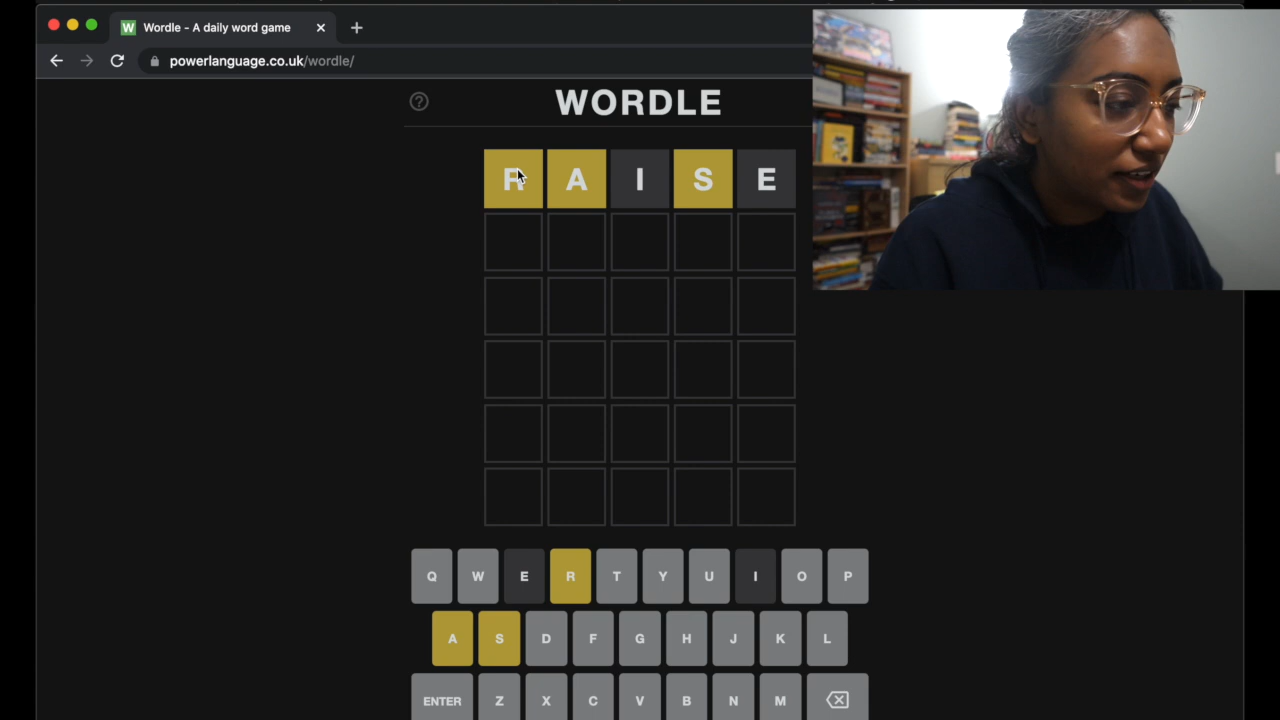 Wordle - A daily word game
powerlanguage.co.uk/wordle/
WORDLE
R A I S E
Q W E R T Y U I O P
A S D F G H J K L
ENTER Z X C V B N M